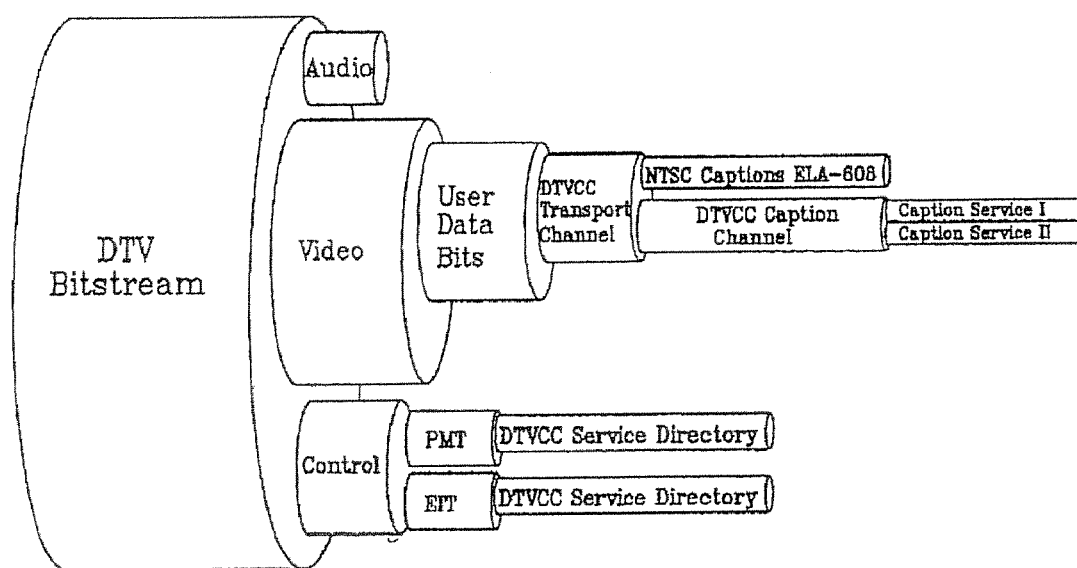 Audio
DTV
Bitstream
Video
User
Data
Bits
DTVCC
Transport
Channel
NTSC Captions ELA-608
DTVCC Caption
Channel
Caption Service I
Caption Service II
Control
PMT
DTVCC Service Directory
EIT
DTVCC Service Directory